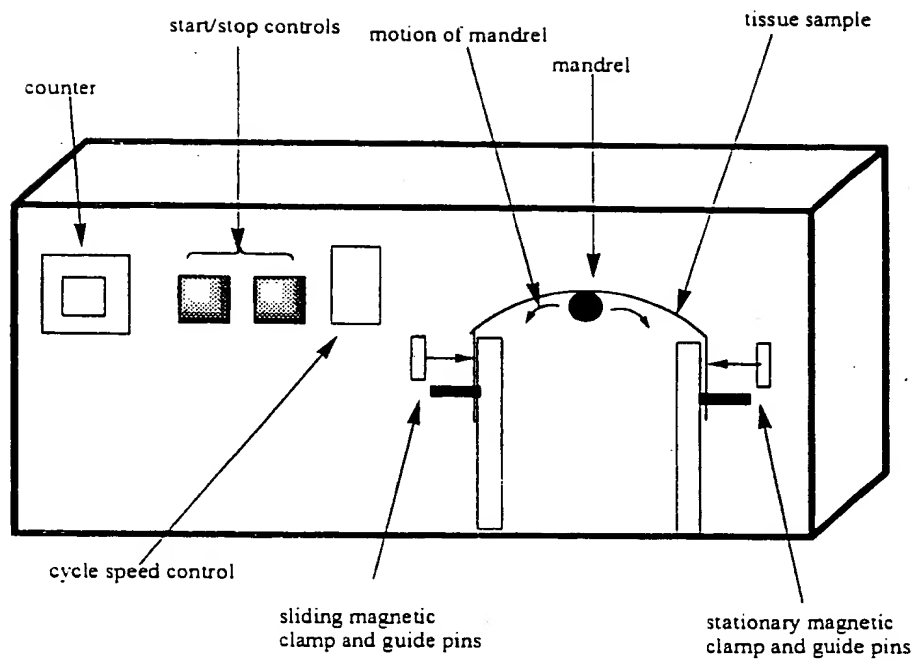 start/stop controls
motion of mandrel
tissue sample
mandrel
counter
cycle speed control
sliding magnetic
clamp and guide pins
stationary magnetic
clamp and guide pins